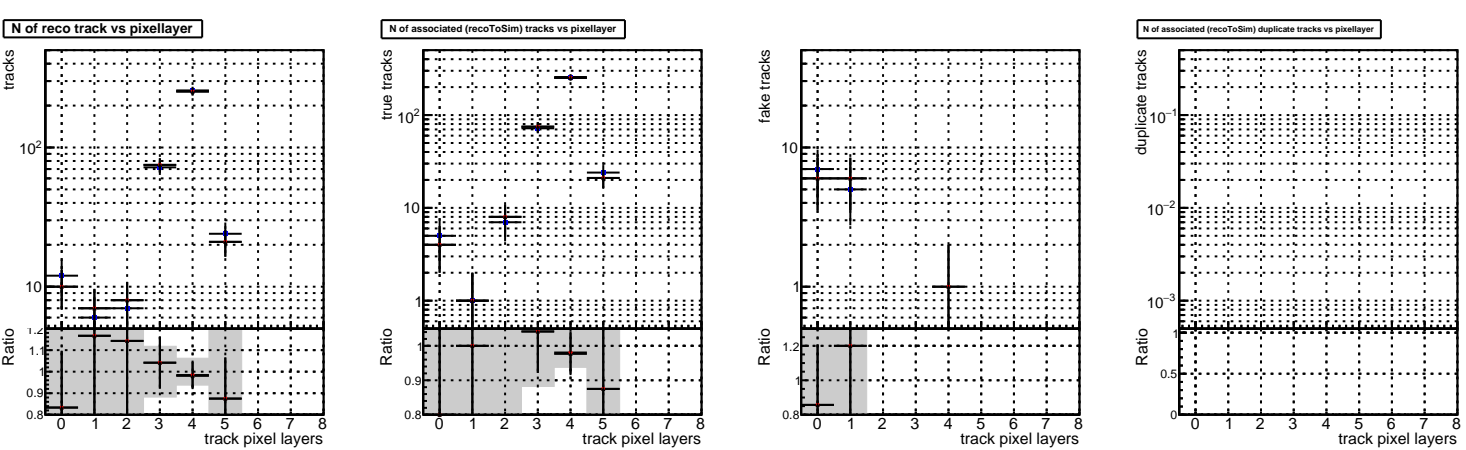 N of reco track vs pixellayer
tracks
10²
10
Ratio
1.2
1.1
1
0.9
0.8
0 1 2 3 4 5 6 7 8
track pixel layers
N of associated (recoToSim) tracks vs pixellayer
true tracks
10²
10
1
Ratio
1
0.9
0.8
0 1 2 3 4 5 6 7 8
track pixel layers
fake tracks
10
1
Ratio
1.2
1
0.8
0 1 2 3 4 5 6 7 8
track pixel layers
N of associated (recoToSim) duplicate tracks vs pixellayer
duplicate tracks
10⁻¹
10⁻²
10⁻³
Ratio
1
0.5
0
0 1 2 3 4 5 6 7 8
track pixel layers